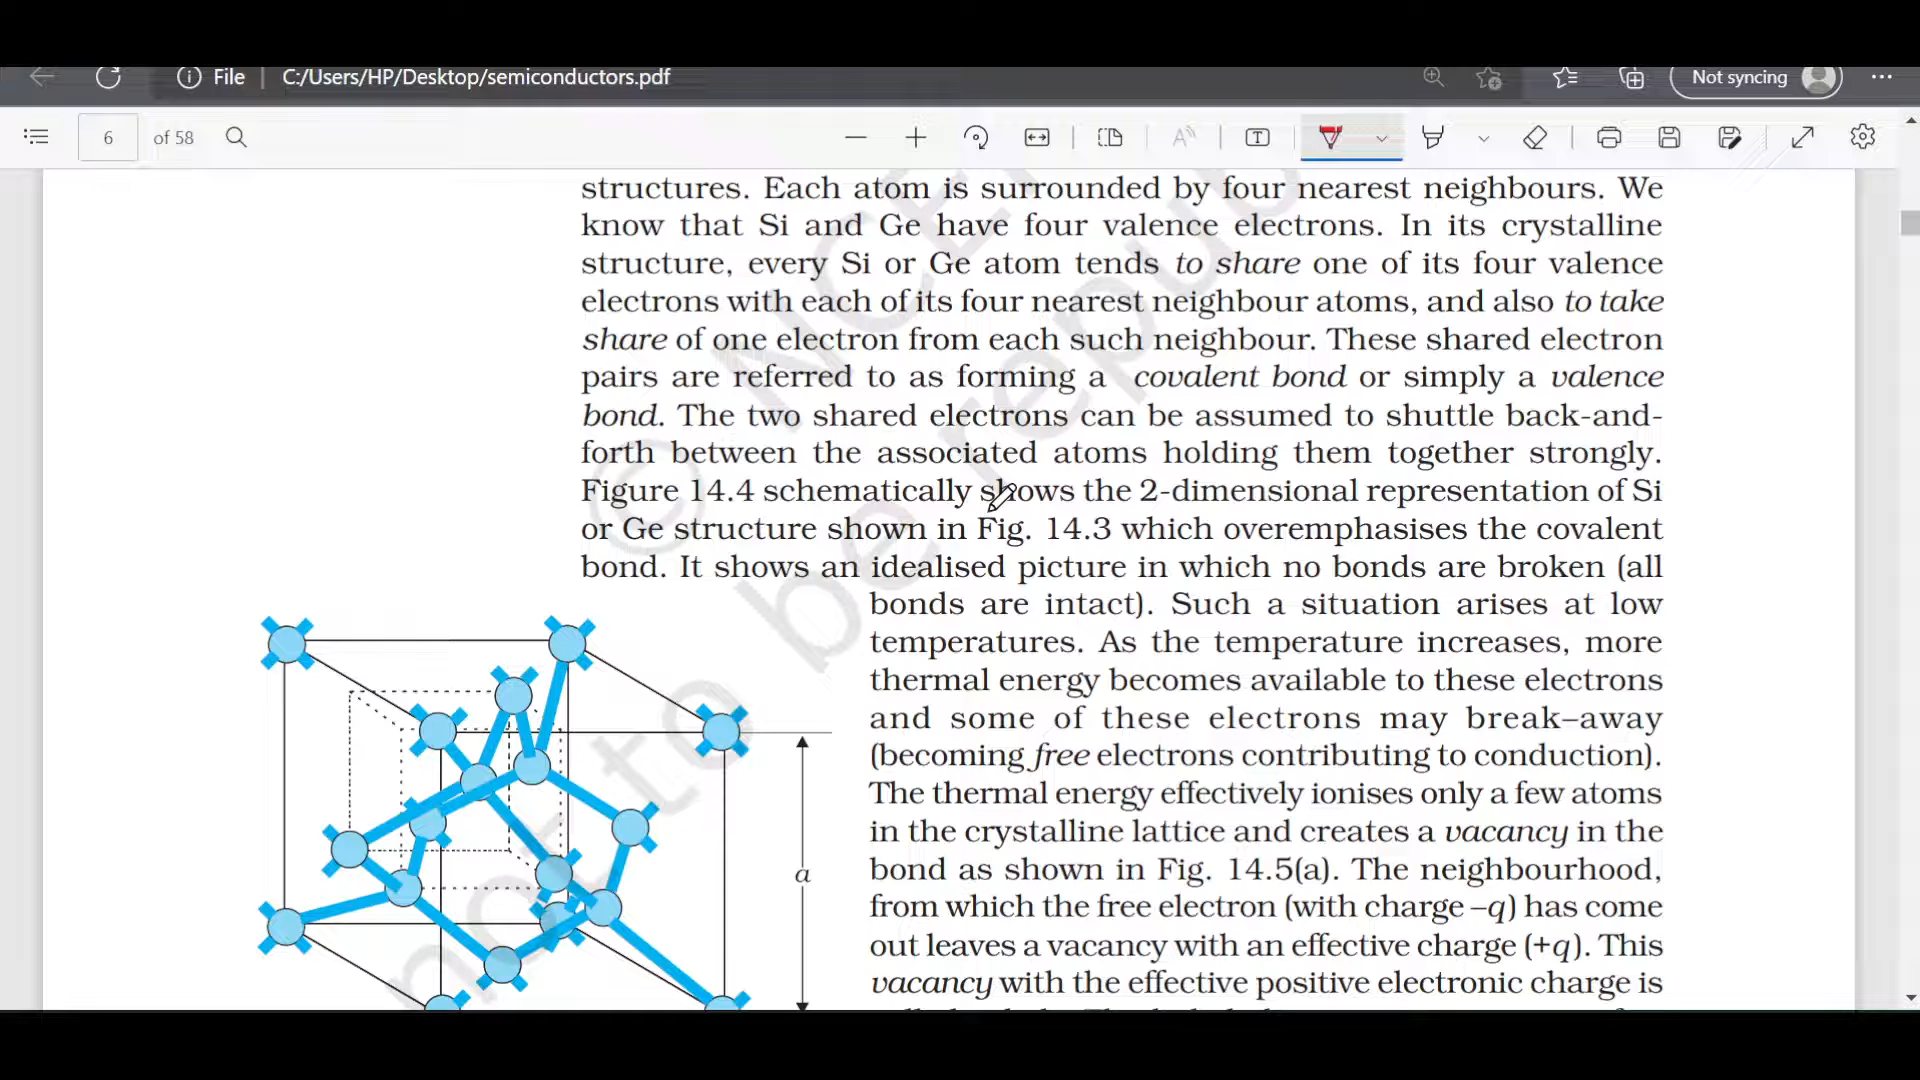 File
C:/Users/HP/Desktop/semiconductors.pdf
Not syncing
6 of 58
structures. Each atom is surrounded by four nearest neighbours. We
know that Si and Ge have four valence electrons. In its crystalline
structure, every Si or Ge atom tends to share one of its four valence
electrons with each of its four nearest neighbour atoms, and also to take
share of one electron from each such neighbour. These shared electron
pairs are referred to as forming a covalent bond or simply a valence
bond. The two shared electrons can be assumed to shuttle back-and-
forth between the associated atoms holding them together strongly.
Figure 14.4 schematically shows the 2-dimensional representation of Si
or Ge structure shown in Fig. 14.3 which overemphasises the covalent
bond. It shows an idealised picture in which no bonds are broken (all
bonds are intact). Such a situation arises at low
temperatures. As the temperature increases, more
thermal energy becomes available to these electrons
and some of these electrons may break–away
(becoming free electrons contributing to conduction).
The thermal energy effectively ionises only a few atoms
in the crystalline lattice and creates a vacancy in the
bond as shown in Fig. 14.5(a). The neighbourhood,
from which the free electron (with charge –q) has come
out leaves a vacancy with an effective charge (+q). This
vacancy with the effective positive electronic charge is
a
© NCE
not to be repu